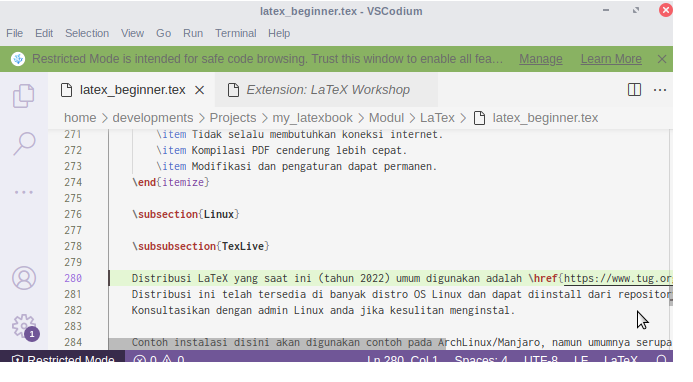 latex_beginner.tex - VSCodium
File Edit Selection View Go Run Terminal Help
Restricted Mode is intended for safe code browsing. Trust this window to enable all fea... Manage Learn More
latex_beginner.tex Extension: LaTeX Workshop
home > developments > Projects > my_latexbook > Modul > LaTex > latex_beginner.tex
271 \item Tidak selalu membutuhkan koneksi internet.
272 \item Kompilasi PDF cenderung lebih cepat.
273 \item Modifikasi dan pengaturan dapat permanen.
274 \end{itemize}
275
276 \subsection{Linux}
277
278 \subsubsection{TexLive}
279
280 Distribusi LaTeX yang saat ini (tahun 2022) umum digunakan adalah \href{https://www.tug.or
281 Distribusi ini telah tersedia di banyak distro OS Linux dan dapat diinstall dari repositor
282 Konsultasikan dengan admin Linux anda jika kesulitan menginstal.
283
284 Contoh instalasi disini akan digunakan contoh pada ArchLinux/Manjaro, namun umumnya serupa
1
Restricted Mode 0 0 Ln 280, Col 1 Spaces: 4 UTF-8 LF LaTeX